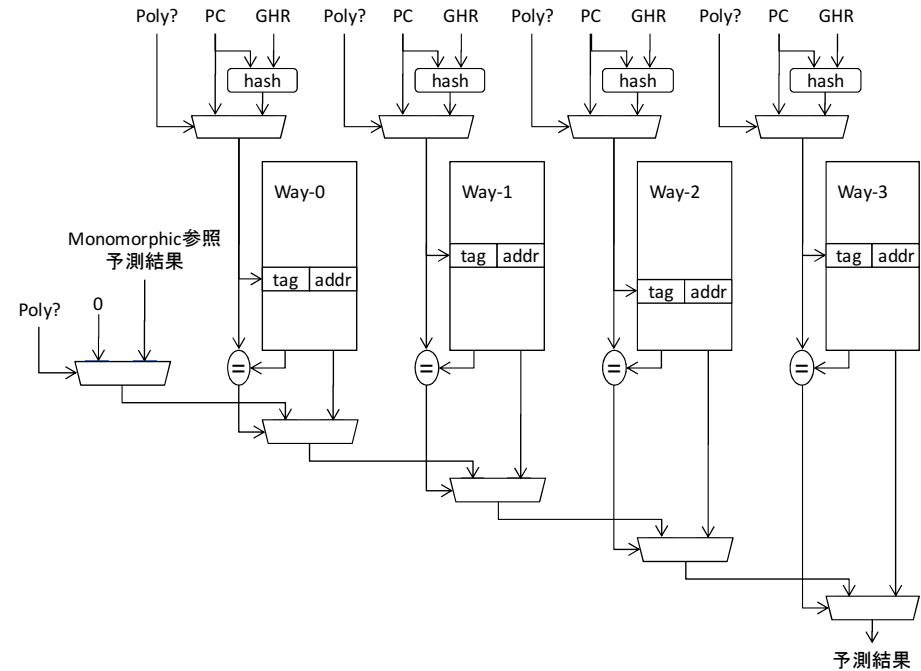 Poly? PC GHR Poly? PC GHR Poly? PC GHR Poly? PC GHR
hash hash hash hash
Way-0 Way-1 Way-2 Way-3
Monomorphic参照
予測結果
tag addr tag addr tag addr tag addr
Poly? 0
= = = =
予測結果